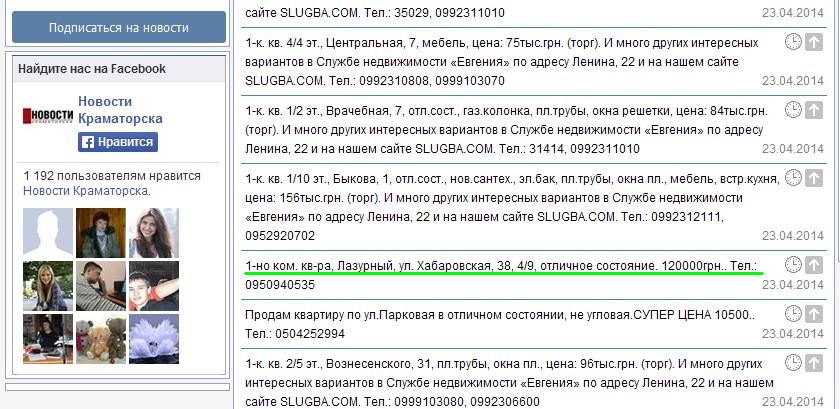 Подписаться на новости
Найдите нас на Facebook
НОВОСТИ
КРАМАТОРСКА
Новости
Краматорска
Нравится
1 192 пользователям нравится
Новости Краматорска.
сайте SLUGBA.COM. Тел.: 35029, 0992311010
23.04.2014
1-к. кв. 4/4 эт., Центральная, 7, мебель, цена: 75тыс.грн. (торг). И много других интересных
вариантов в Службе недвижимости «Евгения» по адресу Ленина, 22 и на нашем сайте
SLUGBA.COM. Тел.: 0992310808, 0999103070
23.04.2014
1-к. кв. 1/2 эт., Врачебная, 7, отл.сост., газ.колонка, пл.трубы, окна решетки, цена: 84тыс.грн.
(торг). И много других интересных вариантов в Службе недвижимости «Евгения» по адресу
Ленина, 22 и на нашем сайте SLUGBA.COM. Тел.: 31414, 0992311010
23.04.2014
1-к. кв. 1/10 эт., Быкова, 1, отл.сост., нов.сантех., эл.бак, пл.трубы, окна пл., мебель, встр.кухня,
цена: 156тыс.грн. (торг). И много других интересных вариантов в Службе недвижимости
«Евгения» по адресу Ленина, 22 и на нашем сайте SLUGBA.COM. Тел.: 0992312111,
0952920702
23.04.2014
1-но ком. кв-ра, Лазурный, ул. Хабаровская, 38, 4/9, отличное состояние. 120000грн.. Тел.:
0950940535
23.04.2014
Продам квартиру по ул.Парковая в отличном состоянии, не угловая.СУПЕР ЦЕНА 10500..
Тел.: 0504252994
23.04.2014
1-к. кв. 2/5 эт., Вознесенского, 31, пл.трубы, окна пл., цена: 96тыс.грн. (торг). И много других
интересных вариантов в Службе недвижимости «Евгения» по адресу Ленина, 22 и на нашем
сайте SLUGBA.COM. Тел.: 0999103080, 0992306600
23.04.2014